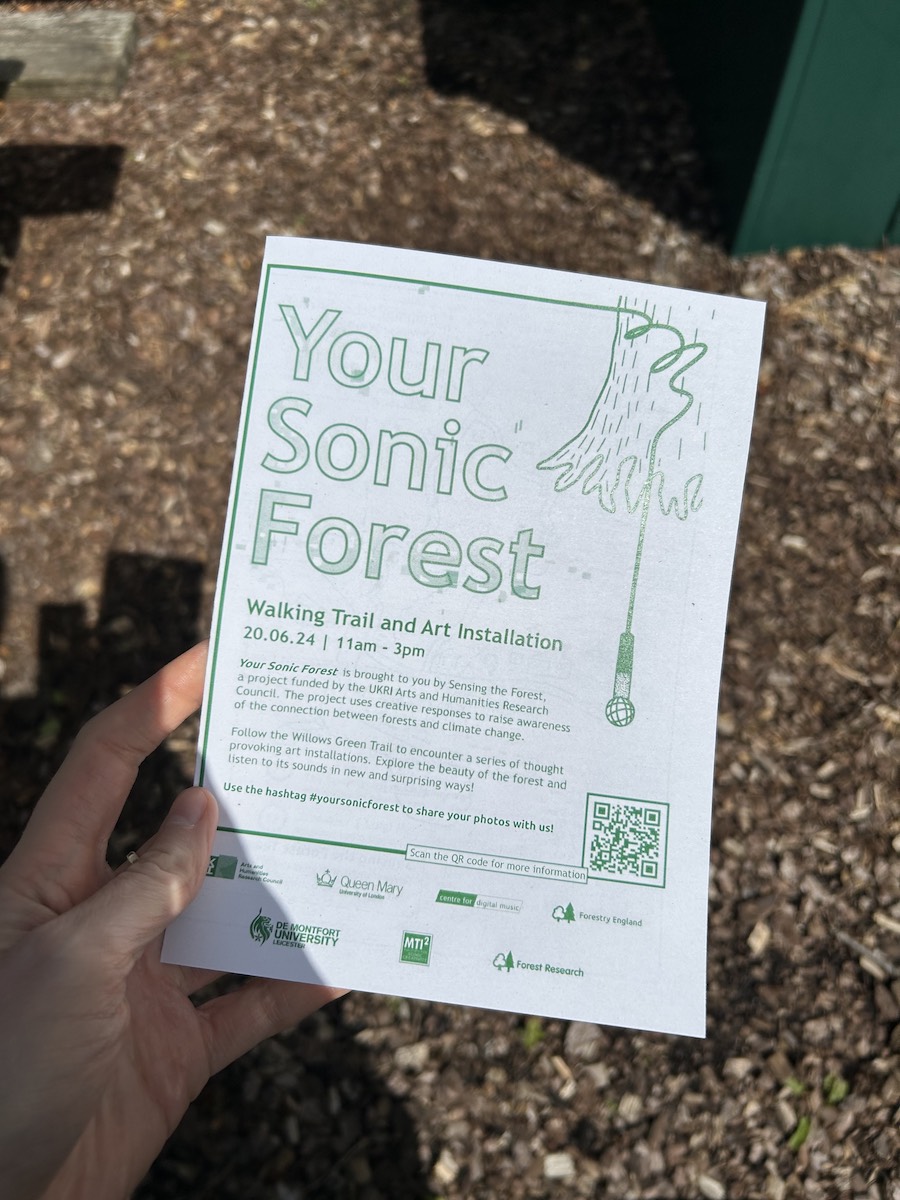 Your
Sonic
Forest
Walking Trail and Art Installation
20.06.24 | 11am - 3pm
Your Sonic Forest is brought to you by Sensing the Forest,
a project funded by the UKRI Arts and Humanities Research
Council. The project uses creative responses to raise awareness
of the connection between forests and climate change.
Follow the Willows Green Trail to encounter a series of thought
provoking art installations. Explore the beauty of the forest and
listen to its sounds in new and surprising ways!
Use the hashtag #yoursonicforest to share your photos with us!
Scan the QR code for more information
Arts and
Humanities
Research Council
Queen Mary
University of London
centre for digital music
Forestry England
DE MONTFORT
UNIVERSITY
LEICESTER
MTI²
Forest Research